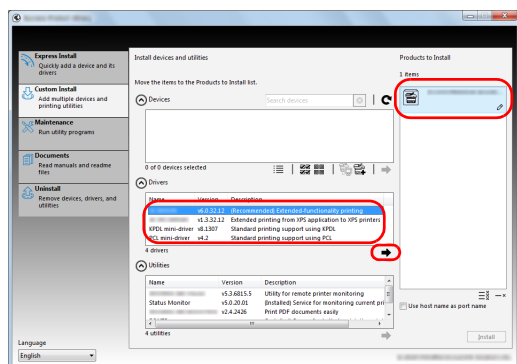 Express Install
Quickly add a device and its
drivers
Custom Install
Add multiple devices and
printing utilities
Maintenance
Run utility programs
Documents
Read manuals and readme
files
Uninstall
Remove devices, drivers, and
utilities
Language
English
Install devices and utilities
Move the items to the Products to Install list.
Devices
Search devices
0 of 0 devices selected
Drivers
Name Version Description
v6.0.32.12 (Recommended) Extended-functionality printing
v1.3.32.12 Extended printing from XPS application to XPS printers
KPDL mini-driver v8.1307 Standard printing support using KPDL
PCL mini-driver v4.2 Standard printing support using PCL
4 drivers
Utilities
Name Version Description
v5.3.6815.5 Utility for remote printer monitoring
Status Monitor v5.0.20.01 (Installed) Service for monitoring current pri
v2.4.2426 Print PDF documents easily
4 utilities
Products to Install
1 items
Use host name as port name
Install